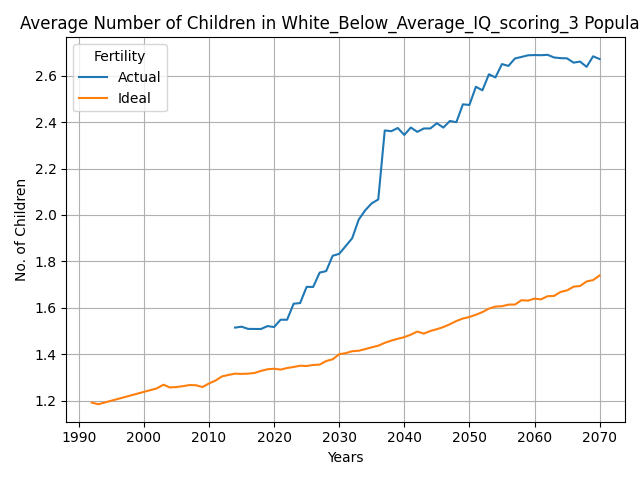 Average Number of Children in White_Below_Average_IQ_scoring_3 Popula
Fertility
Actual
Ideal
No. of Children
2.6
2.4
2.2
2.0
1.8
1.6
1.4
1.2
1990 2000 2010 2020 2030 2040 2050 2060 2070
Years